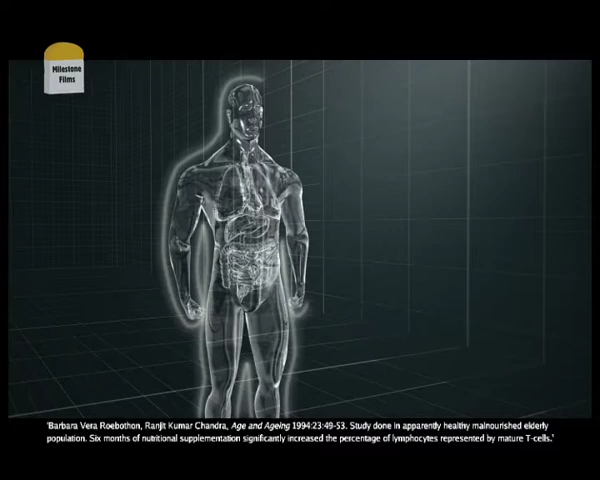 Milestone
Films
'Barbara Vera Roebothon, Ranjit Kumar Chandra, Age and Ageing 1994:23:49-53. Study done in apparently healthy malnourished elderly
population. Six months of nutritional supplementation significantly increased the percentage of lymphocytes represented by mature T-cells.'